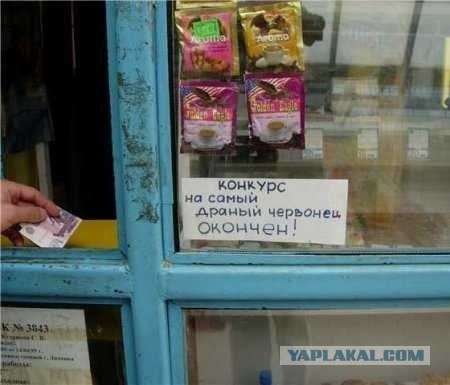 Aroma
Aroma
Golden Eagle
Golden Eagle
КОНКУРС
на самый
драный червонец
ОКОНЧЕН!
К № 3843
YAPLAKAL.COM